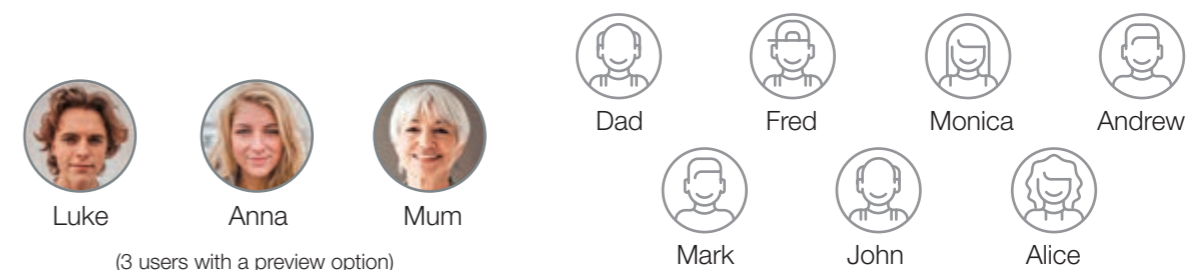 Dad Fred Monica Andrew
Luke Anna Mum
Mark John Alice
(3 users with a preview option)